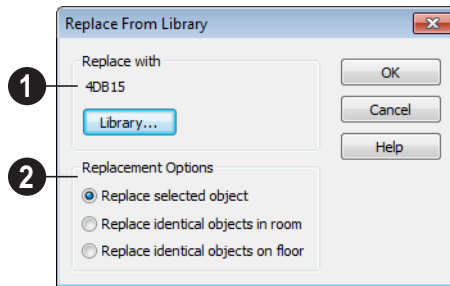 Replace From Library
Replace with
1
4DB15
Library...
OK
Cancel
Help
2
Replacement Options
Replace selected object
Replace identical objects in room
Replace identical objects on floor